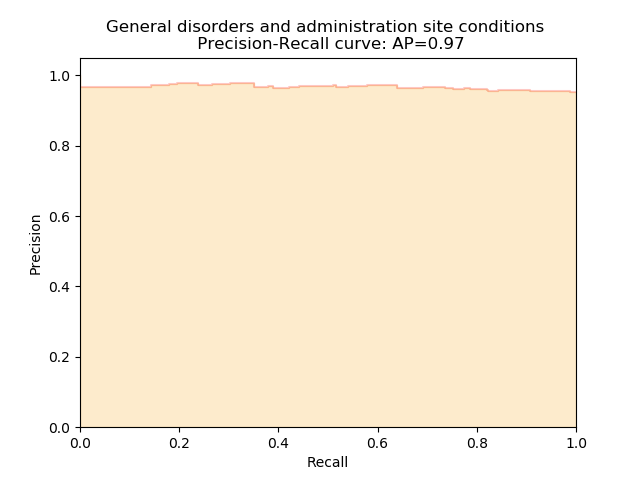 General disorders and administration site conditions
Precision-Recall curve: AP=0.97
1.0
0.8
0.6
0.4
0.2
0.0
Precision
0.0 0.2 0.4 0.6 0.8 1.0
Recall